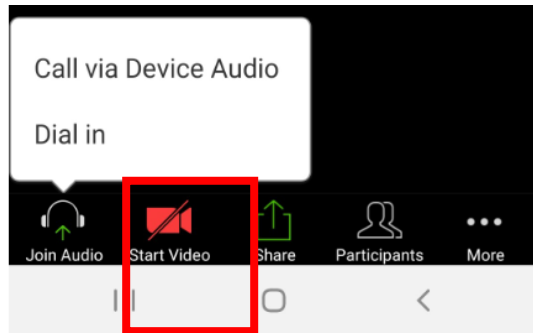 Call via Device Audio
Dial in
Join Audio Start Video Share Participants More